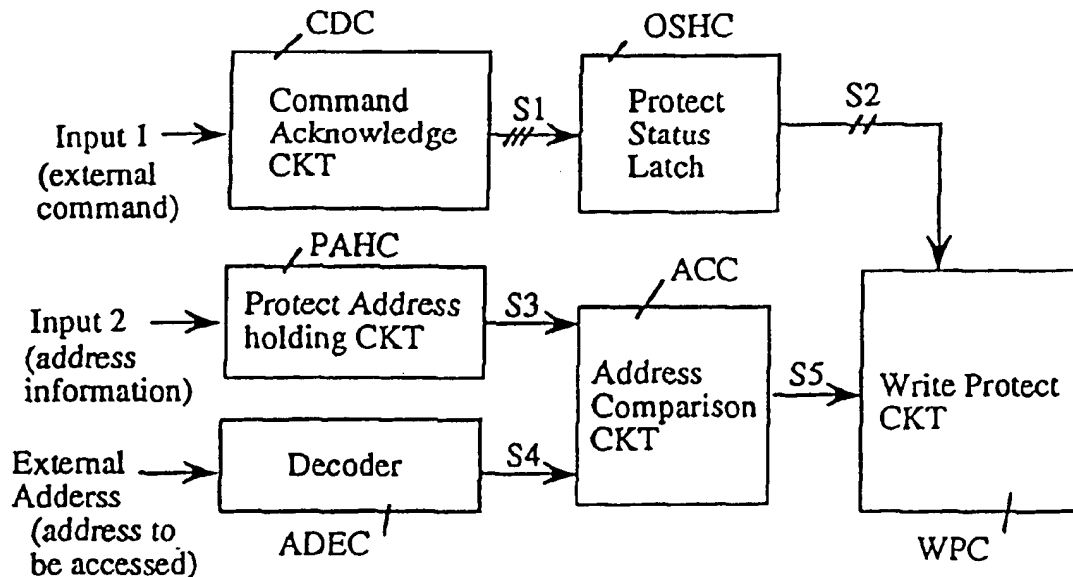 CDC
OSHC
Input 1
(external
command)
Command
Acknowledge
CKT
S1
Protect
Status
Latch
S2
PAHC
ACC
Input 2
(address
information)
Protect Address
holding CKT
S3
Address
Comparison
CKT
S5
Write Protect
CKT
External
Adderss
(address to
be accessed)
Decoder
S4
ADEC
WPC